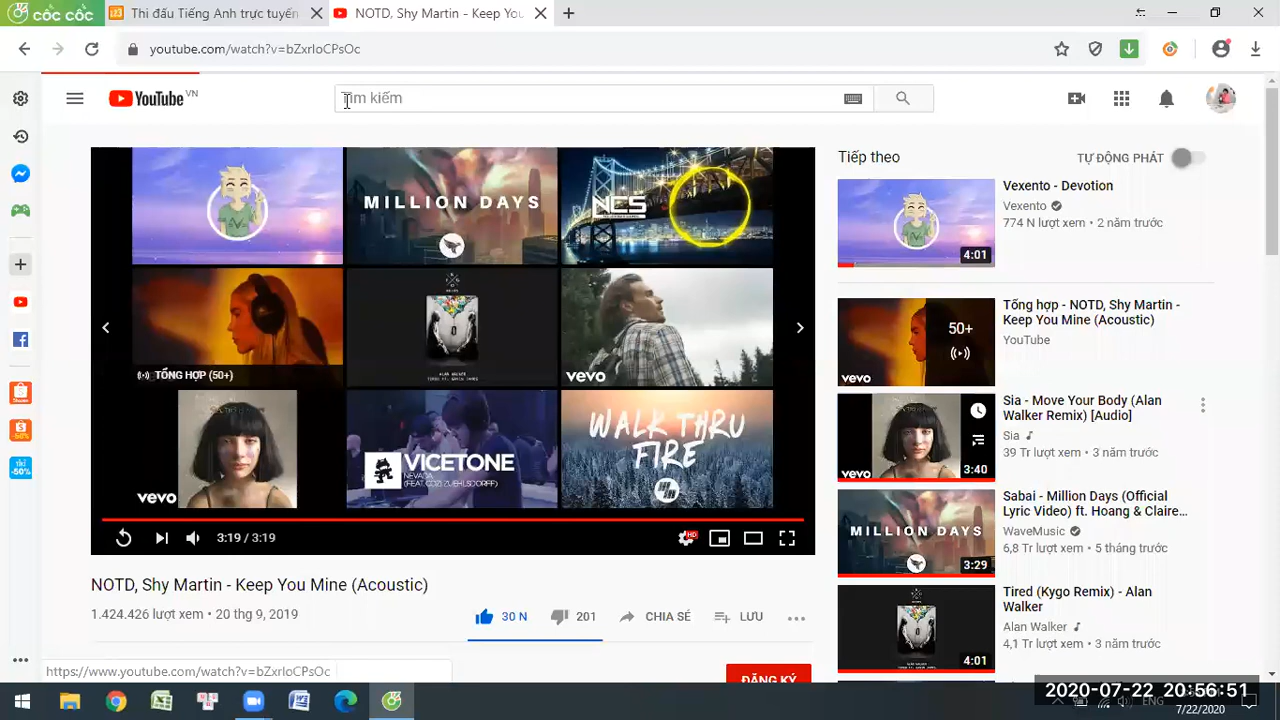 cốc cốc
Thi đấu Tiếng Anh trực tuyến
NOTD, Shy Martin - Keep You
youtube.com/watch?v=bZxrIoCPsOc
YouTube VN
Tìm kiếm
MILLION DAYS
NCS
TỔNG HỢP (50+)
vevo
vevo
VICETONE
NEVADA
(FEAT. COZI ZUEHLSDORFF)
WALK THRU
FIRE
3:19 / 3:19
HD
NOTD, Shy Martin - Keep You Mine (Acoustic)
1.424.426 lượt xem • 20 thg 9, 2019
30 N
201
CHIA SẺ
LƯU
ĐĂNG KÝ
Tiếp theo
TỰ ĐỘNG PHÁT
4:01
Vexento - Devotion
Vexento
774 N lượt xem • 2 năm trước
50+
vevo
Tổng hợp - NOTD, Shy Martin -
Keep You Mine (Acoustic)
YouTube
vevo
3:40
Sia - Move Your Body (Alan
Walker Remix) [Audio]
Sia
39 Tr lượt xem • 3 năm trước
MILLION DAYS
3:29
Sabai - Million Days (Official
Lyric Video) ft. Hoang & Claire...
WaveMusic
6,8 Tr lượt xem • 5 tháng trước
4:01
Tired (Kygo Remix) - Alan
Walker
Alan Walker
4,1 Tr lượt xem • 3 năm trước
https://www.youtube.com/watch?v=bZxrIoCPsOc
2020-07-22 20:56:51
ENG
7/22/2020